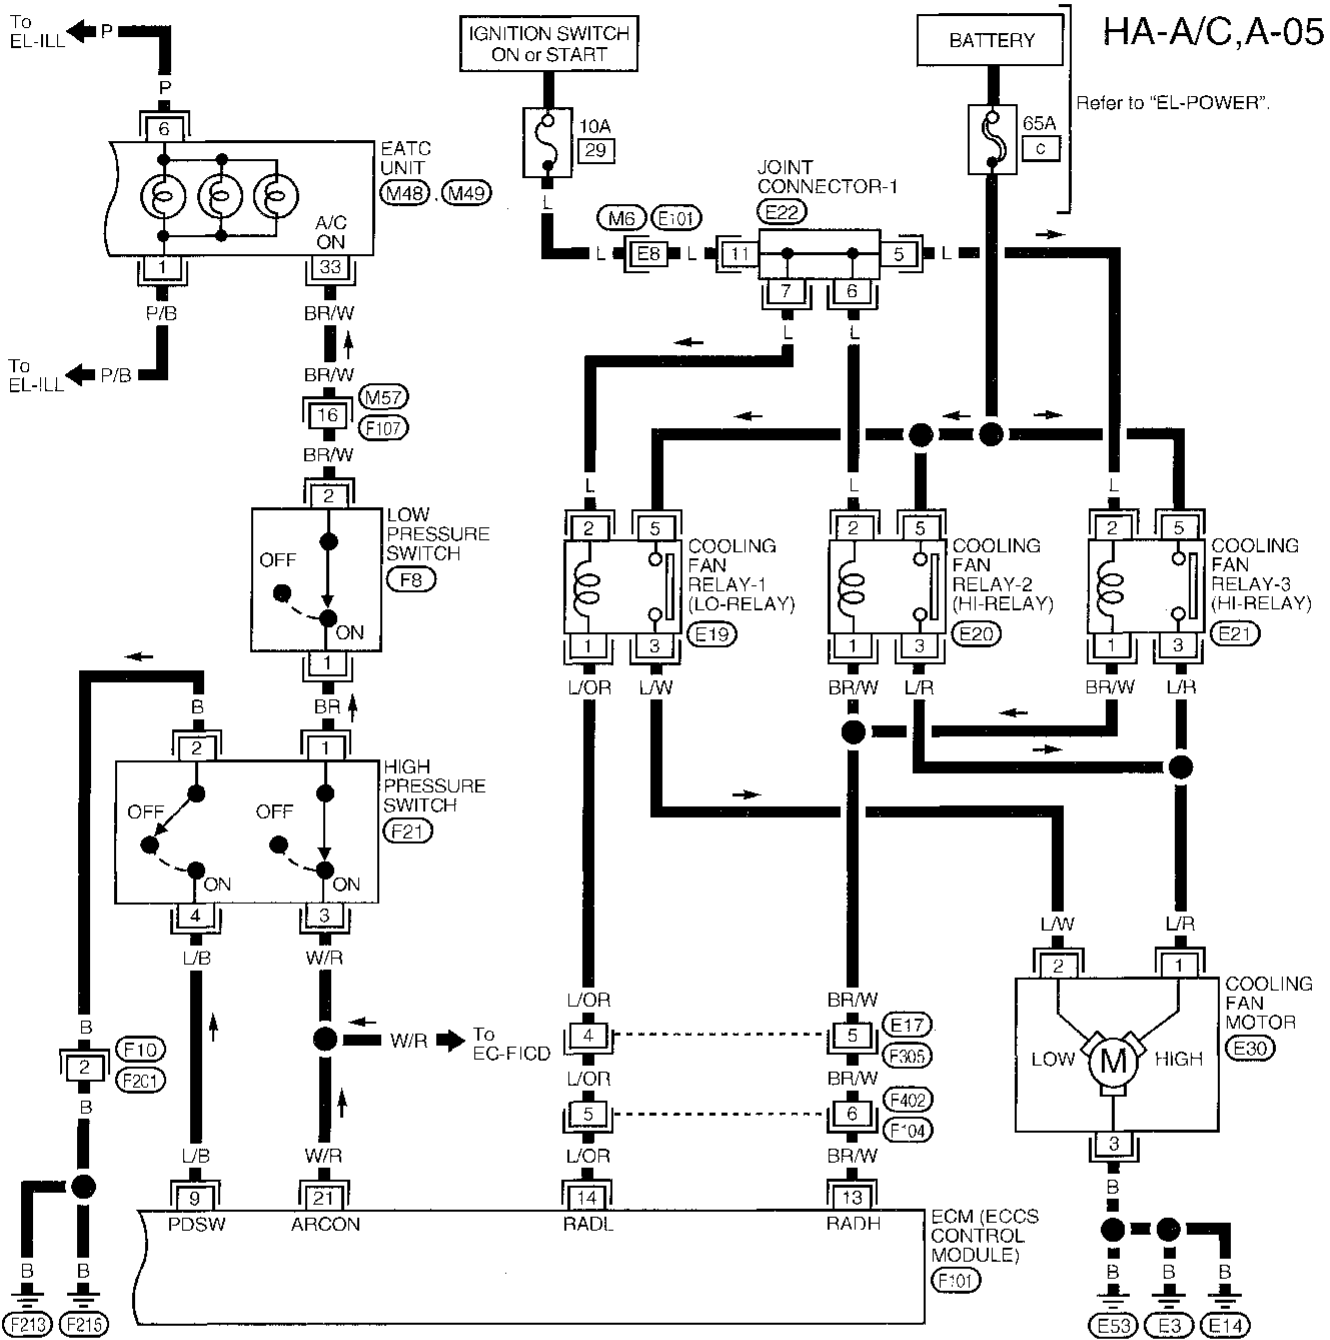 HA-A/C,A-05
To
EL-ILL
P
P
6
EATC
UNIT
M48 , M49
A/C
ON
1
33
P/B
BR/W
To
EL-ILL
P/B
BR/W
16
M57
F107
BR/W
2
LOW
PRESSURE
SWITCH
F8
OFF
ON
1
BR
B
2
1
HIGH
PRESSURE
SWITCH
F21
OFF
ON
OFF
ON
4
3
L/B
W/R
W/R
To
EC-FICD
B
2
F10
F201
B
L/B
W/R
B
B
F213
F215
IGNITION SWITCH
ON or START
10A
29
L
M6
E101
L
E8
L
11
JOINT
CONNECTOR-1
E22
5
L
7
6
L
L
BATTERY
65A
c
Refer to "EL-POWER".
L
L
L
2
5
COOLING
FAN
RELAY-1
(LO-RELAY)
E19
1
3
L/OR
L/W
2
5
COOLING
FAN
RELAY-2
(HI-RELAY)
E20
1
3
BR/W
L/R
2
5
COOLING
FAN
RELAY-3
(HI-RELAY)
E21
1
3
BR/W
L/R
L/W
L/R
2
1
COOLING
FAN
MOTOR
E30
LOW
M
HIGH
3
B
B
B
B
E53
E3
E14
L/OR
BR/W
4
5
E17
F305
L/OR
BR/W
5
6
F402
F104
L/OR
BR/W
9
21
14
13
PDSW
ARCON
RADL
RADH
ECM (ECCS
CONTROL
MODULE)
F101